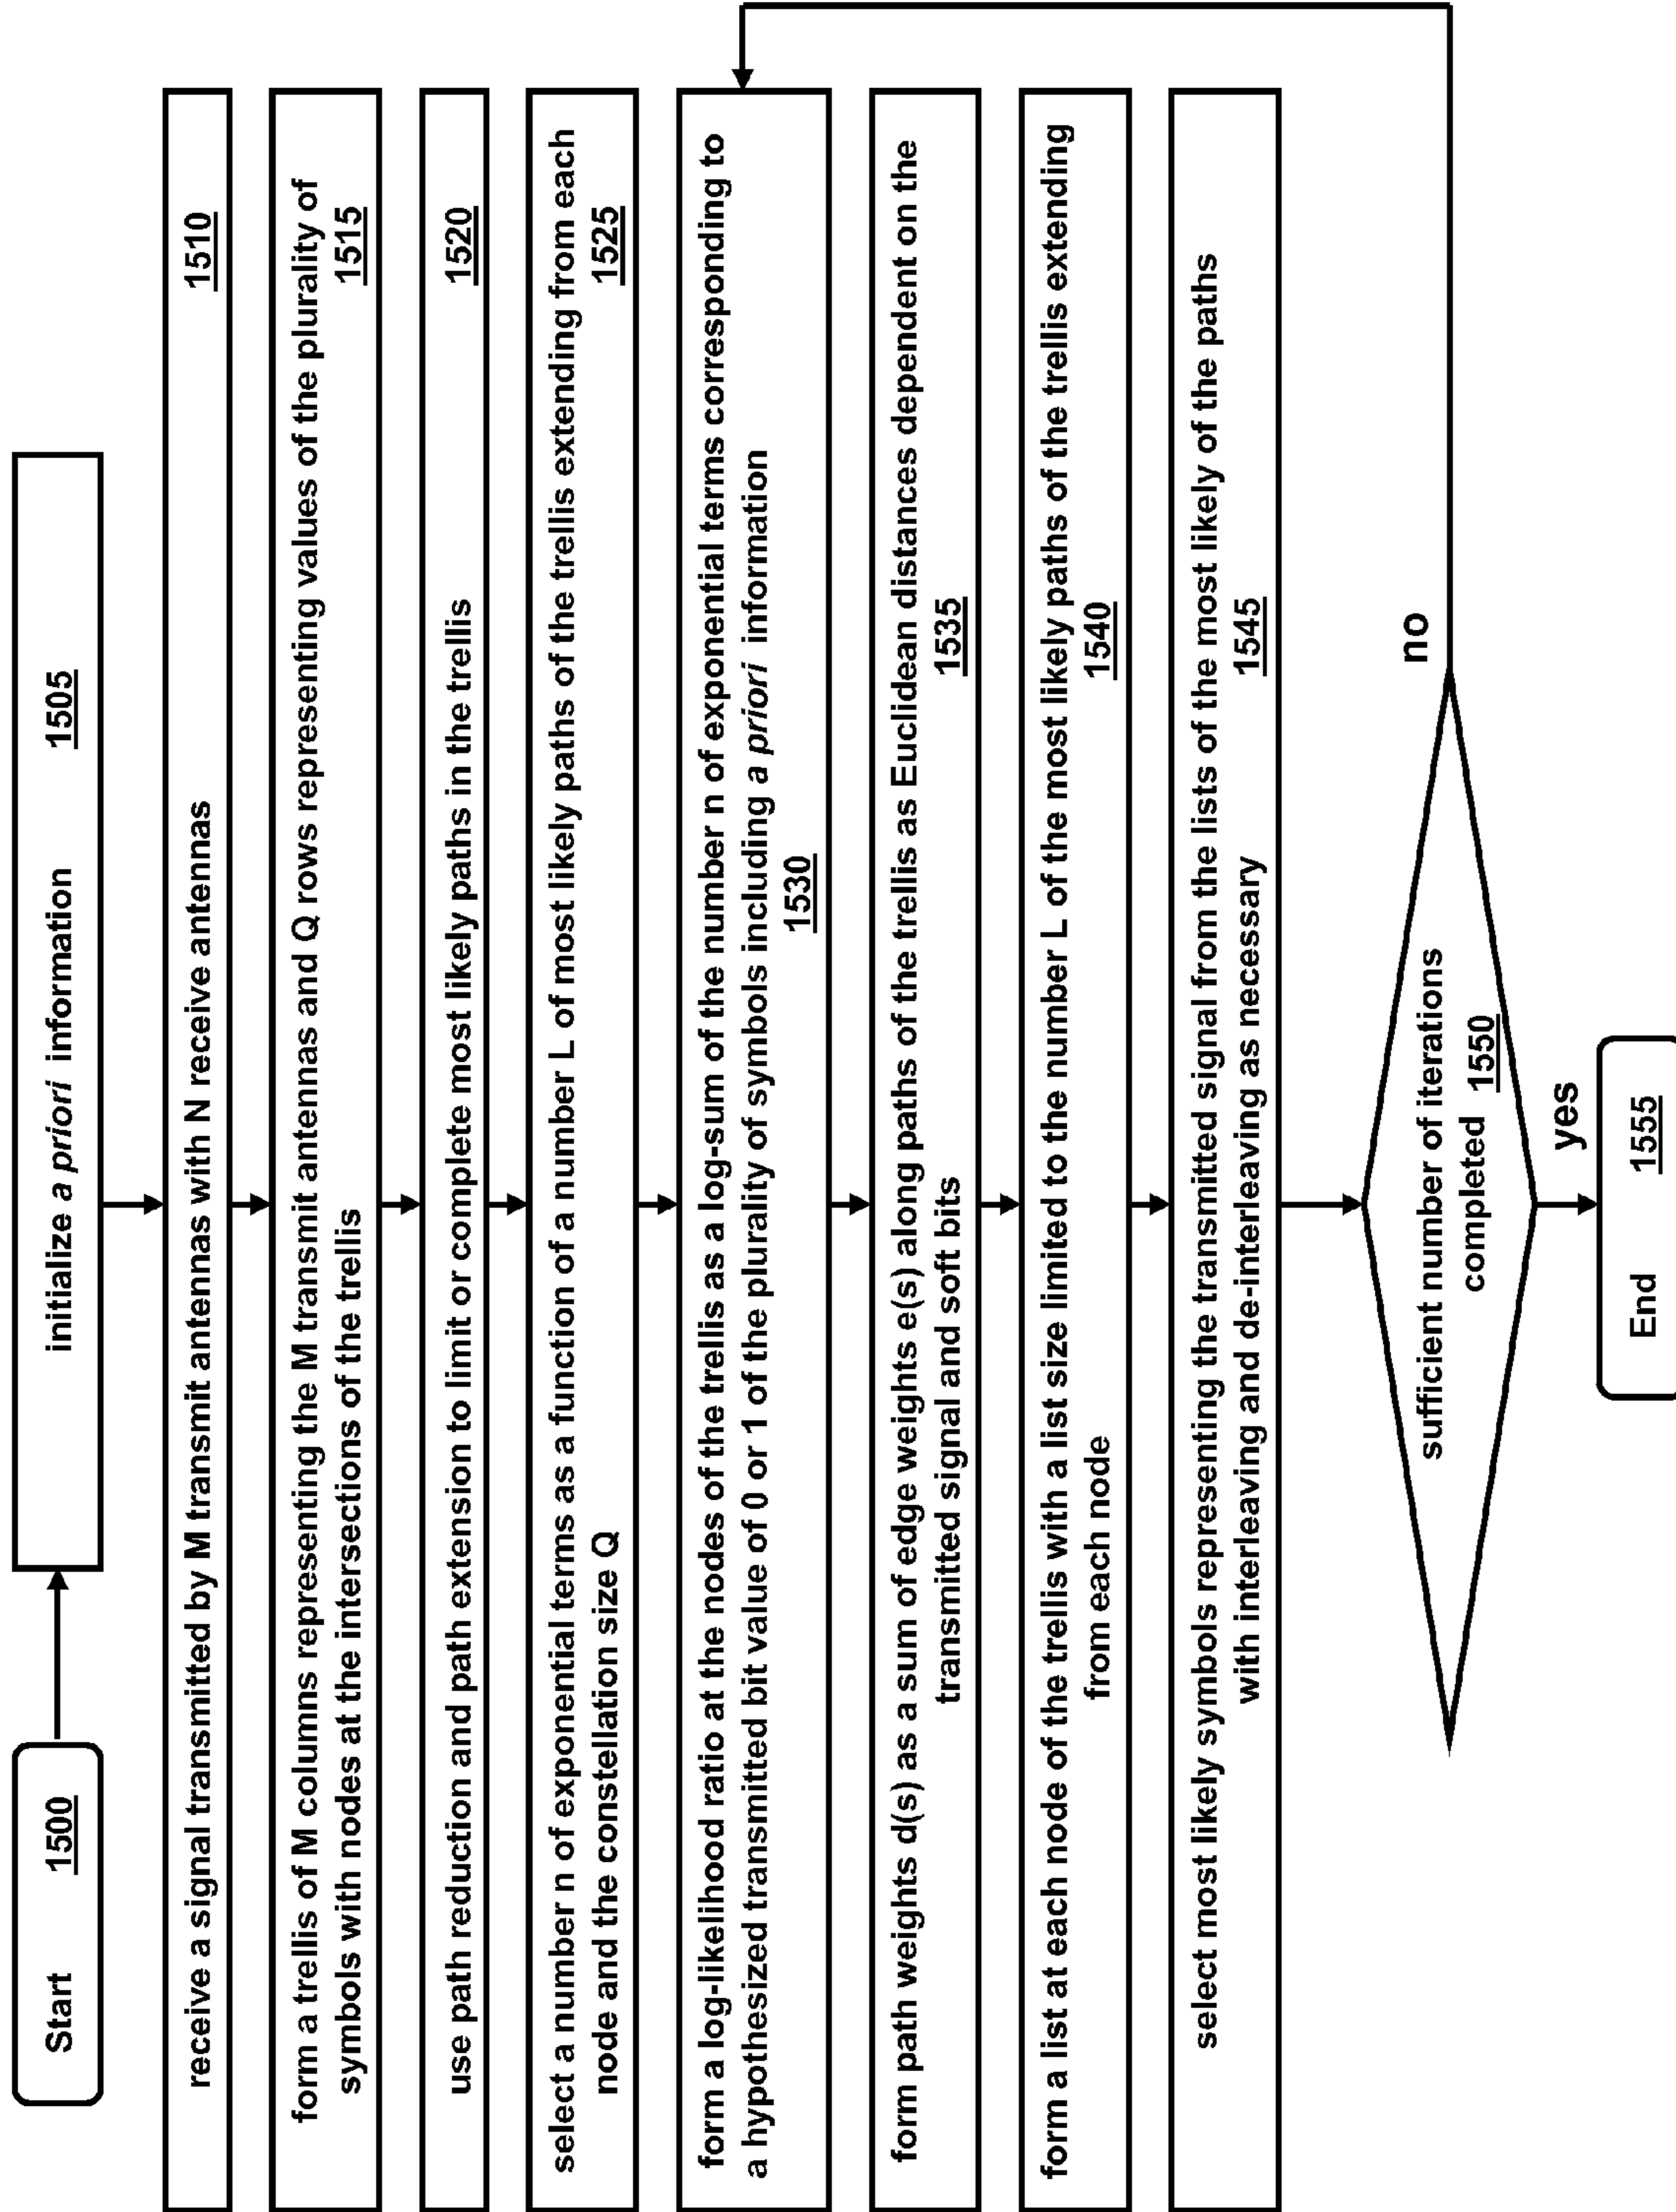 Start 1500
initialize a priori information 1505
receive a signal transmitted by M transmit antennas with N receive antennas 1510
form a trellis of M columns representing the M transmit antennas and Q rows representing values of the plurality of
symbols with nodes at the intersections of the trellis 1515
use path reduction and path extension to limit or complete most likely paths in the trellis 1520
select a number n of exponential terms as a function of a number L of most likely paths of the trellis extending from each
node and the constellation size Q 1525
form a log-likelihood ratio at the nodes of the trellis as a log-sum of the number n of exponential terms corresponding to
a hypothesized transmitted bit value of 0 or 1 of the plurality of symbols including a priori information
1530
form path weights d(s) as a sum of edge weights e(s) along paths of the trellis as Euclidean distances dependent on the
transmitted signal and soft bits 1535
form a list at each node of the trellis with a list size limited to the number L of the most likely paths of the trellis extending
from each node 1540
select most likely symbols representing the transmitted signal from the lists of the most likely of the paths
with interleaving and de-interleaving as necessary 1545
sufficient number of iterations
completed 1550
no
yes
End 1555